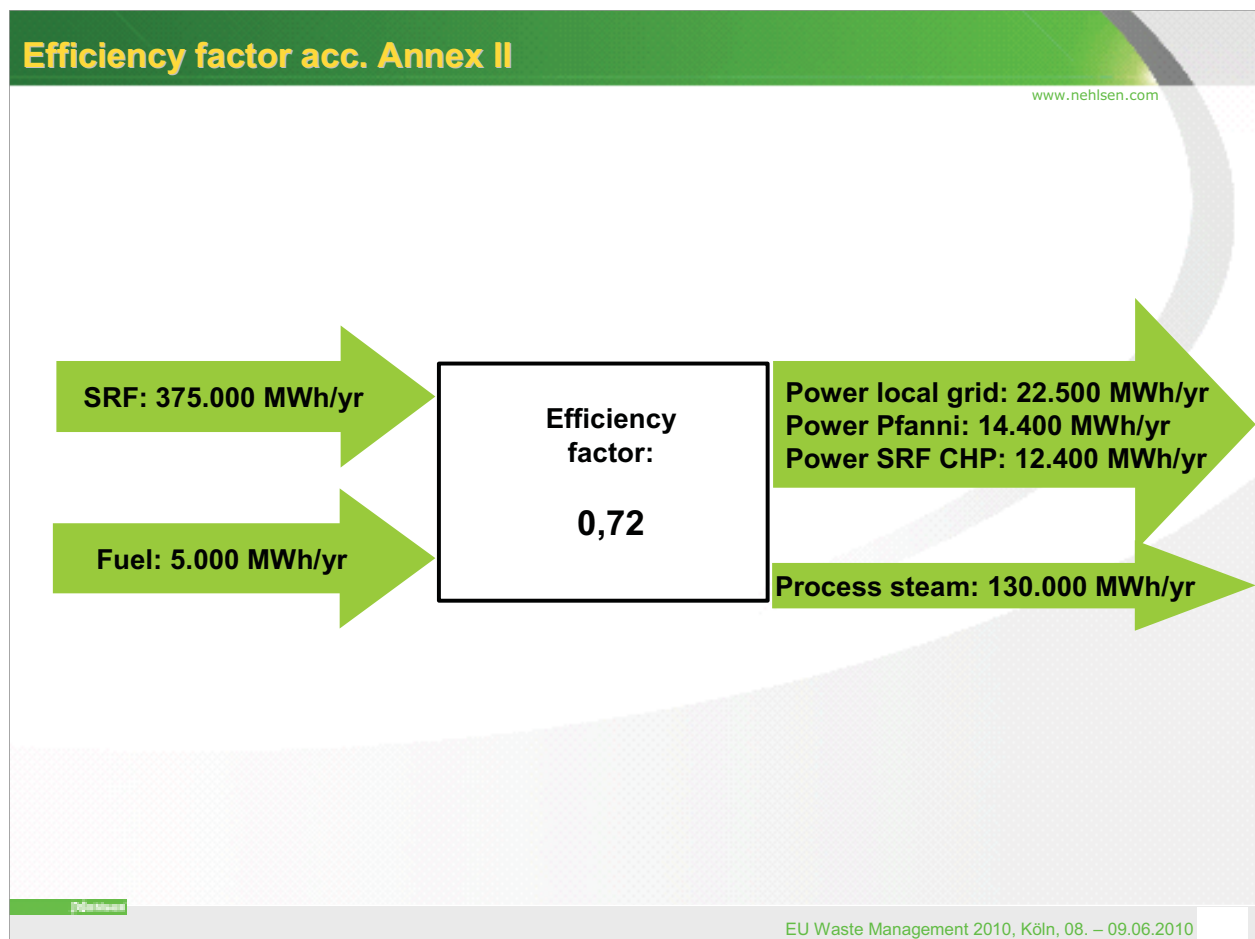 Efficiency factor acc. Annex II
www.nehlsen.com
SRF: 375.000 MWh/yr
Fuel: 5.000 MWh/yr
Efficiency
factor:
0,72
Power local grid: 22.500 MWh/yr
Power Pfanni: 14.400 MWh/yr
Power SRF CHP: 12.400 MWh/yr
Process steam: 130.000 MWh/yr
EU Waste Management 2010, Köln, 08. – 09.06.2010